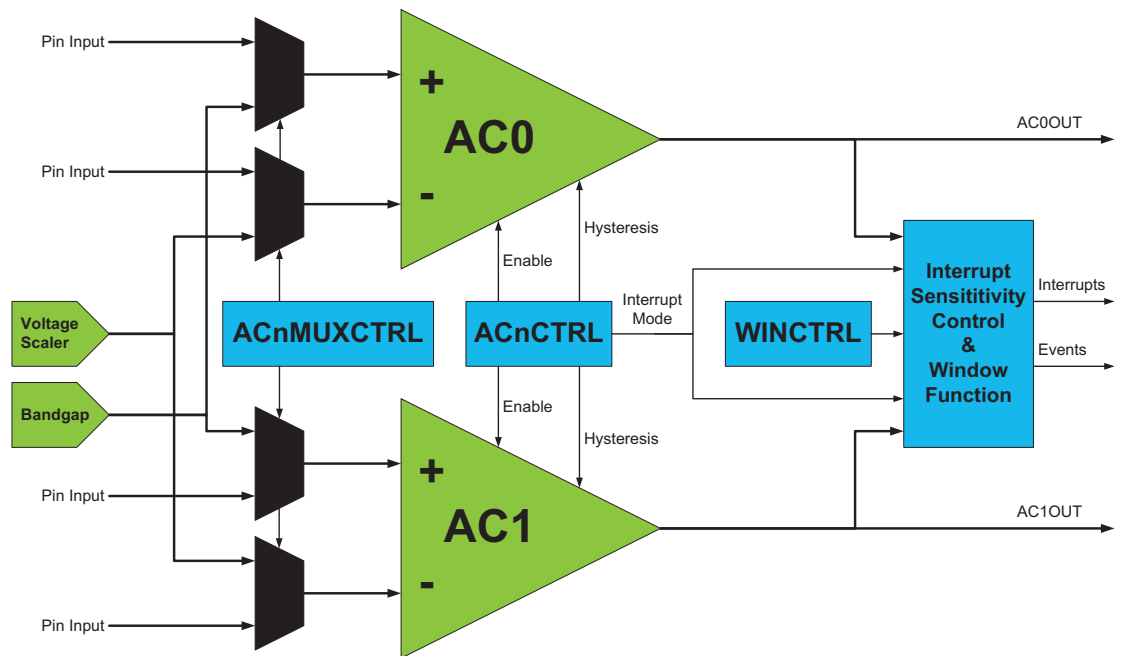 Pin Input
+
AC0
-
AC0OUT
Pin Input
Hysteresis
Enable
Voltage
Scaler
ACnMUXCTRL
ACnCTRL
Interrupt
Mode
WINCTRL
Interrupt
Sensititivity
Control
&
Window
Function
Interrupts
Events
Bandgap
Enable
Hysteresis
Pin Input
+
AC1
-
AC1OUT
Pin Input